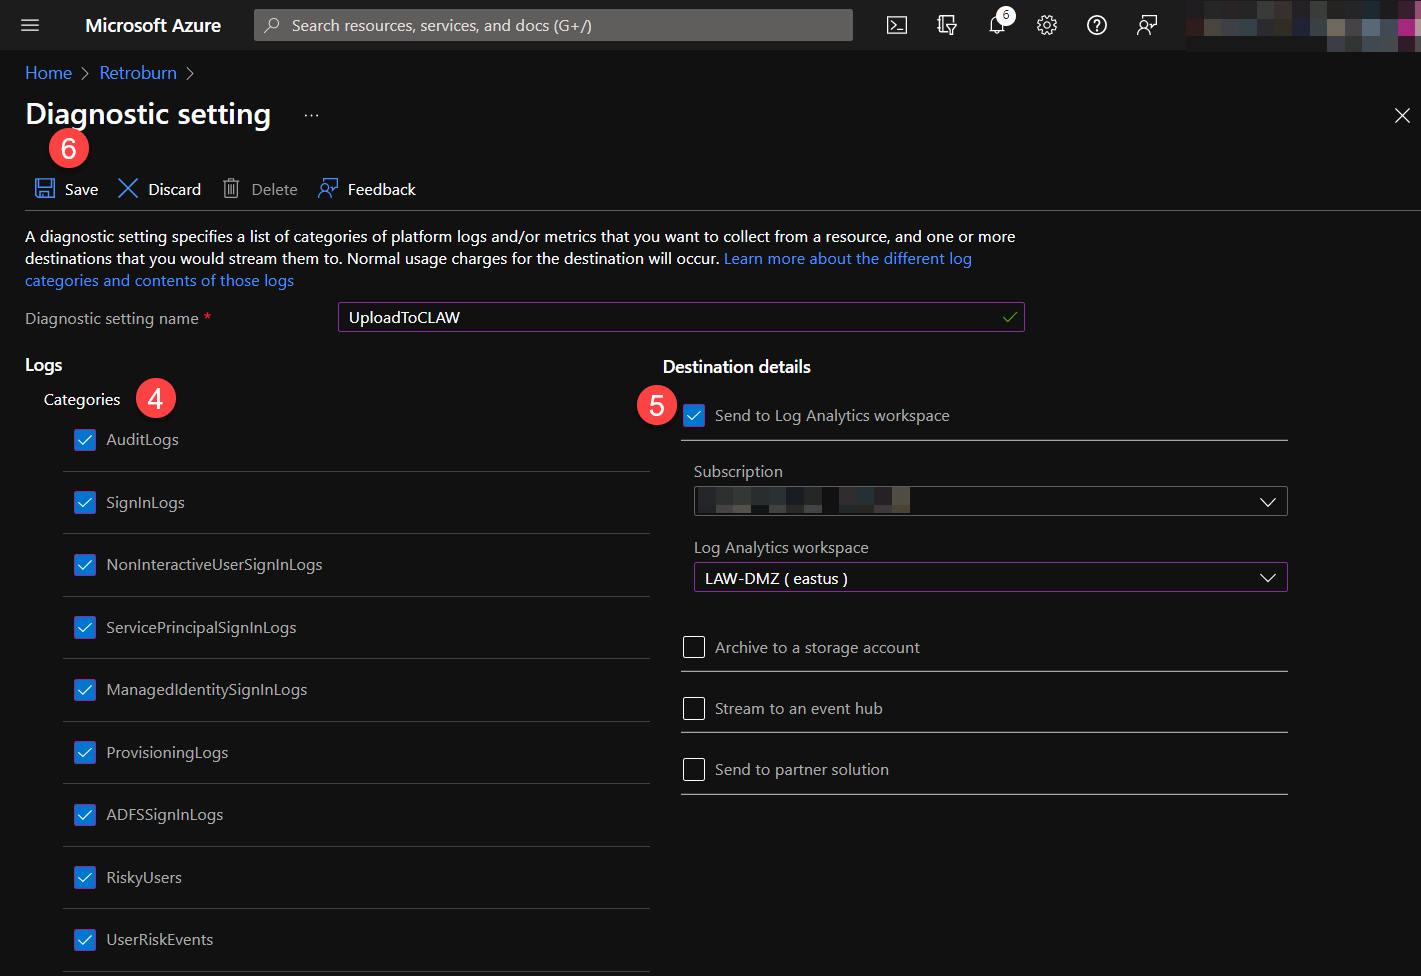 Microsoft Azure
Search resources, services, and docs (G+/)
6
Home > Retroburn >
Diagnostic setting ...
6
Save Discard Delete Feedback
A diagnostic setting specifies a list of categories of platform logs and/or metrics that you want to collect from a resource, and one or more
destinations that you would stream them to. Normal usage charges for the destination will occur. Learn more about the different log
categories and contents of those logs
Diagnostic setting name *
UploadToCLAW
Logs
Categories
4
AuditLogs
SignInLogs
NonInteractiveUserSignInLogs
ServicePrincipalSignInLogs
ManagedIdentitySignInLogs
ProvisioningLogs
ADFSSignInLogs
RiskyUsers
UserRiskEvents
Destination details
5
Send to Log Analytics workspace
Subscription
Log Analytics workspace
LAW-DMZ ( eastus )
Archive to a storage account
Stream to an event hub
Send to partner solution